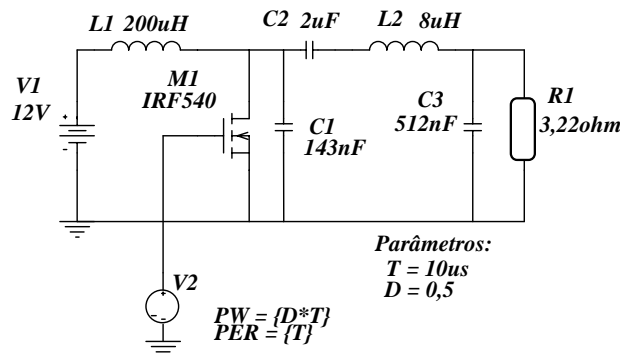 L1 200uH
C2 2uF
L2 8uH
V1
12V
M1
IRF540
C1
143nF
C3
512nF
R1
3,22ohm
V2
PW = {D*T}
PER = {T}
Parâmetros:
T = 10us
D = 0,5